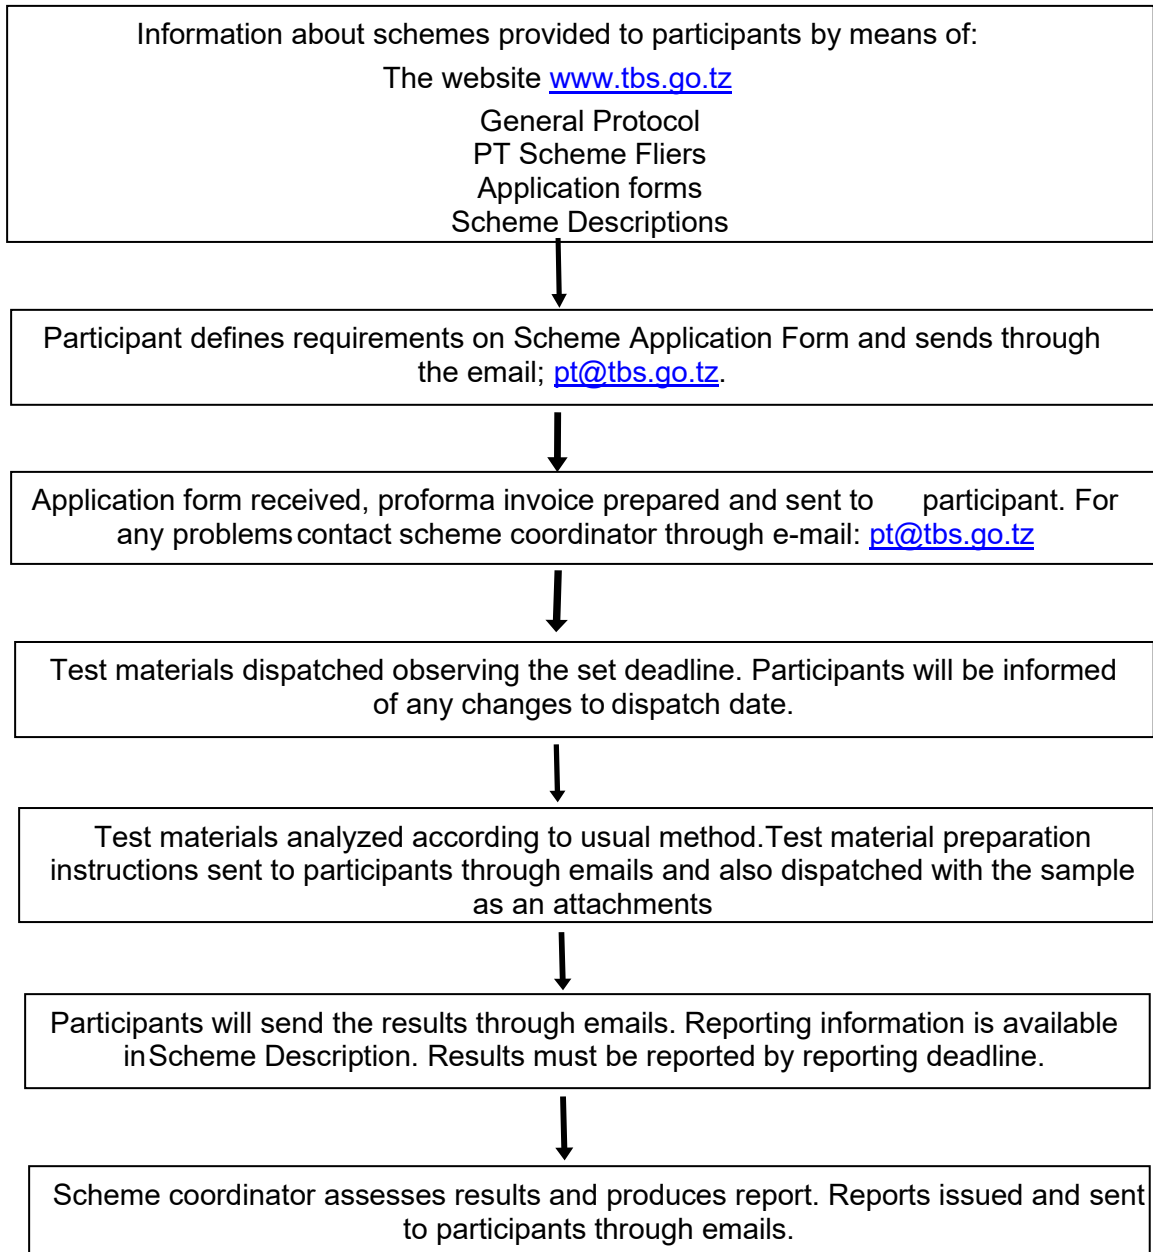 Information about schemes provided to participants by means of:
The website www.tbs.go.tz
General Protocol
PT Scheme Fliers
Application forms
Scheme Descriptions
Participant defines requirements on Scheme Application Form and sends through
the email; pt@tbs.go.tz.
Application form received, proforma invoice prepared and sent to participant. For
any problems contact scheme coordinator through e-mail: pt@tbs.go.tz
Test materials dispatched observing the set deadline. Participants will be informed
of any changes to dispatch date.
Test materials analyzed according to usual method.Test material preparation
instructions sent to participants through emails and also dispatched with the sample
as an attachments
Participants will send the results through emails. Reporting information is available
inScheme Description. Results must be reported by reporting deadline.
Scheme coordinator assesses results and produces report. Reports issued and sent
to participants through emails.